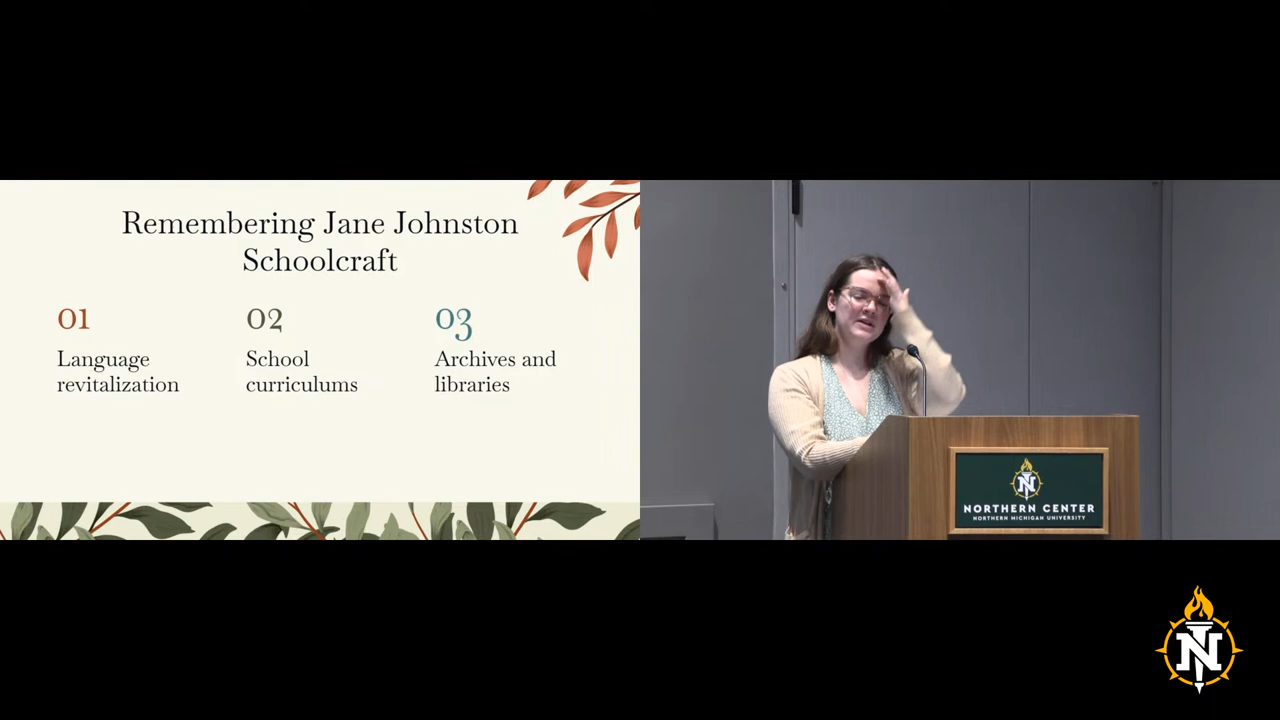 Remembering Jane Johnston
Schoolcraft
01
Language
revitalization
02
School
curriculums
03
Archives and
libraries
N
NORTHERN CENTER
NORTHERN MICHIGAN UNIVERSITY
N